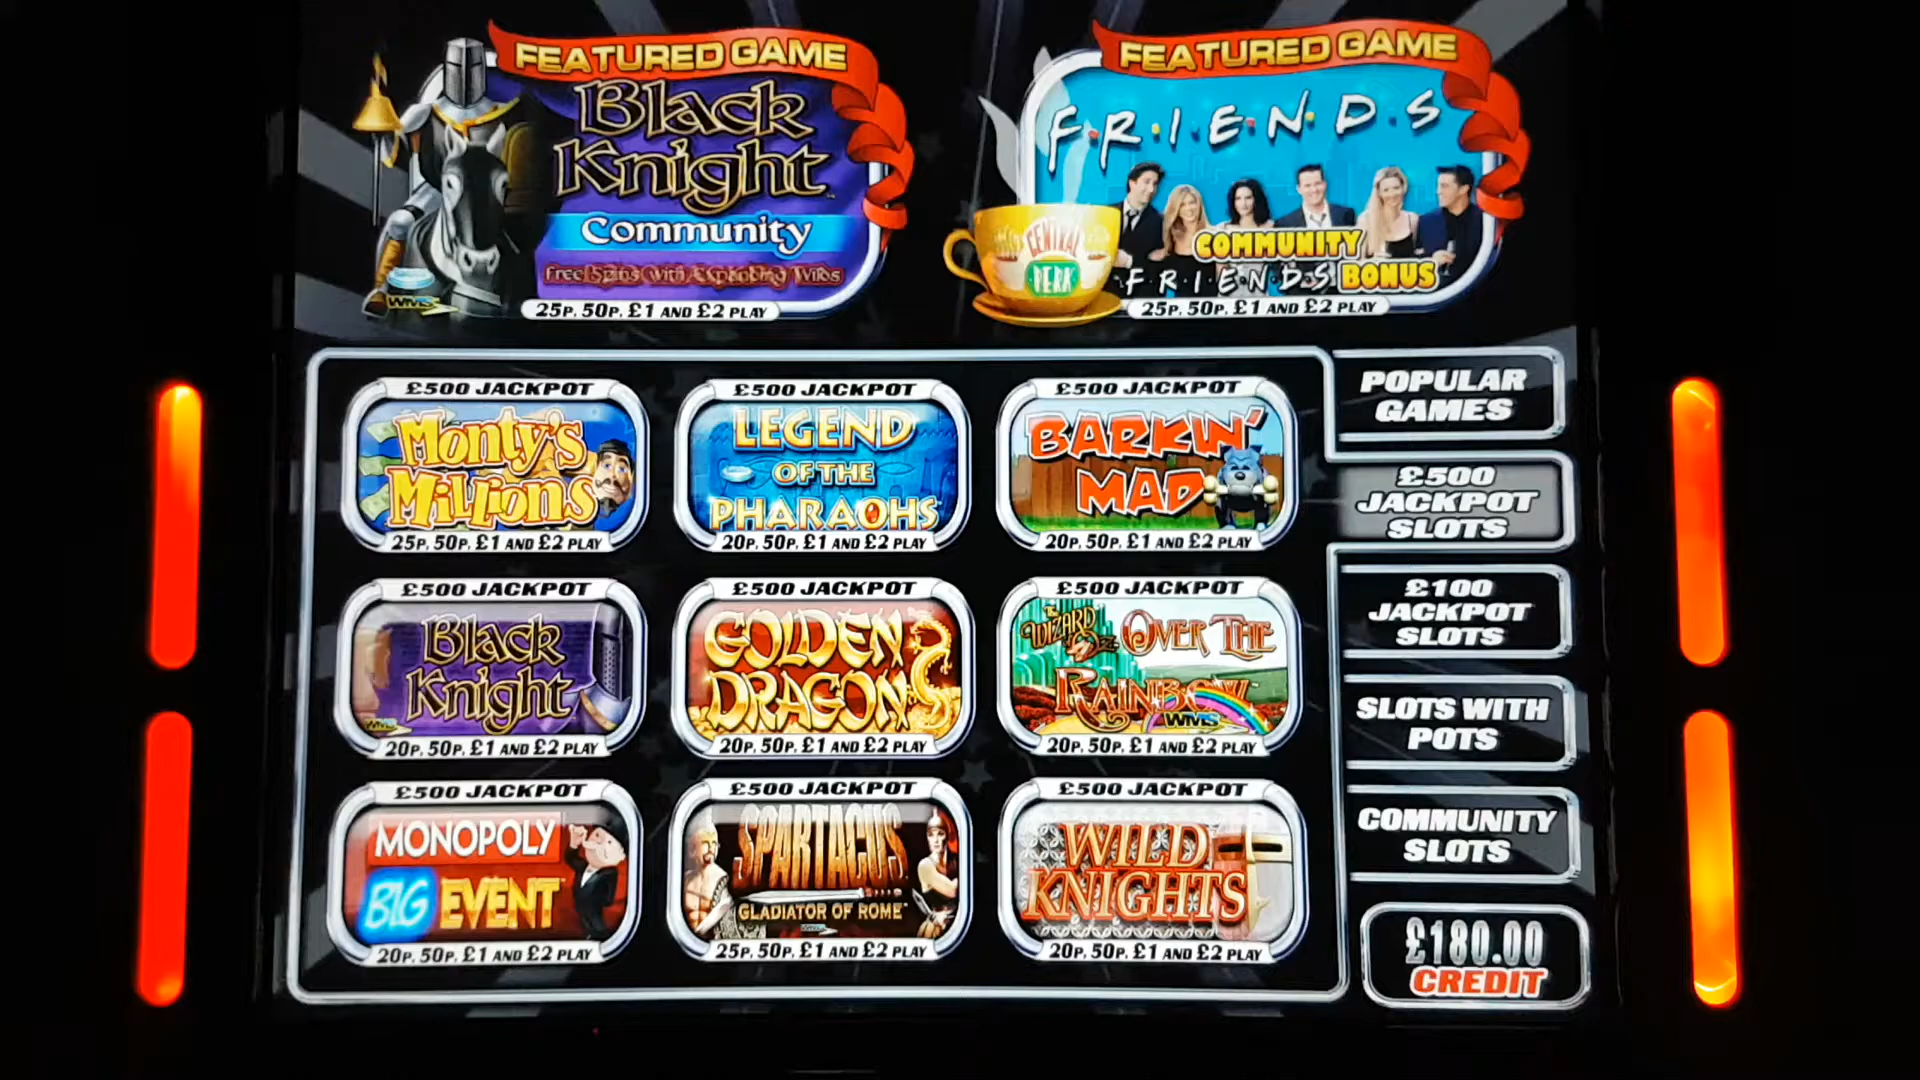 FEATURED GAME
Black
Knight
Community
Free Spins with Expanding Wilds
WMS
25P, 50P, £1 AND £2 PLAY
FEATURED GAME
F·R·I·E·N·D·S
CENTRAL
PERK
COMMUNITY
F·R·I·E·N·D·S BONUS
25P, 50P, £1 AND £2 PLAY
£500 JACKPOT
Monty's
Millions
25P, 50P, £1 AND £2 PLAY
£500 JACKPOT
LEGEND
OF THE
PHARAOHS
20P, 50P, £1 AND £2 PLAY
£500 JACKPOT
BARKIN'
MAD
20P, 50P, £1 AND £2 PLAY
£500 JACKPOT
Black
Knight
WMS
20P, 50P, £1 AND £2 PLAY
£500 JACKPOT
GOLDEN
DRAGON
20P, 50P, £1 AND £2 PLAY
£500 JACKPOT
THE WIZARD OF OZ OVER THE
RAINBOW
WMS
20P, 50P, £1 AND £2 PLAY
£500 JACKPOT
MONOPOLY
BIG EVENT
20P, 50P, £1 AND £2 PLAY
£500 JACKPOT
SPARTACUS
GLADIATOR OF ROME
25P, 50P, £1 AND £2 PLAY
£500 JACKPOT
WILD
KNIGHTS
20P, 50P, £1 AND £2 PLAY
POPULAR
GAMES
£500
JACKPOT
SLOTS
£100
JACKPOT
SLOTS
SLOTS WITH
POTS
COMMUNITY
SLOTS
£180.00
CREDIT